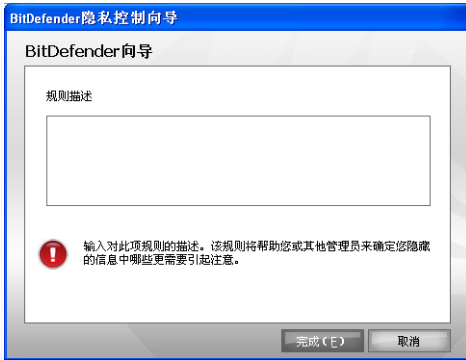 BitDefender隐私控制向导
BitDefender向导
规则描述
输入对此项规则的描述。该规则将帮助您或其他管理员来确定您隐藏
的信息中哪些更需要引起注意。
完成(F) 取消